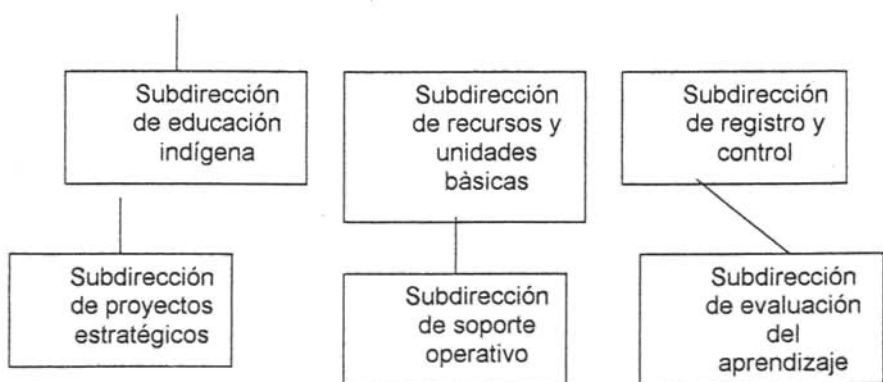 Subdirección
de educación
indígena
Subdirección
de recursos y
unidades
bàsicas
Subdirección
de registro y
control
Subdirección
de proyectos
estratégicos
Subdirección
de soporte
operativo
Subdirección
de evaluación
del
aprendizaje